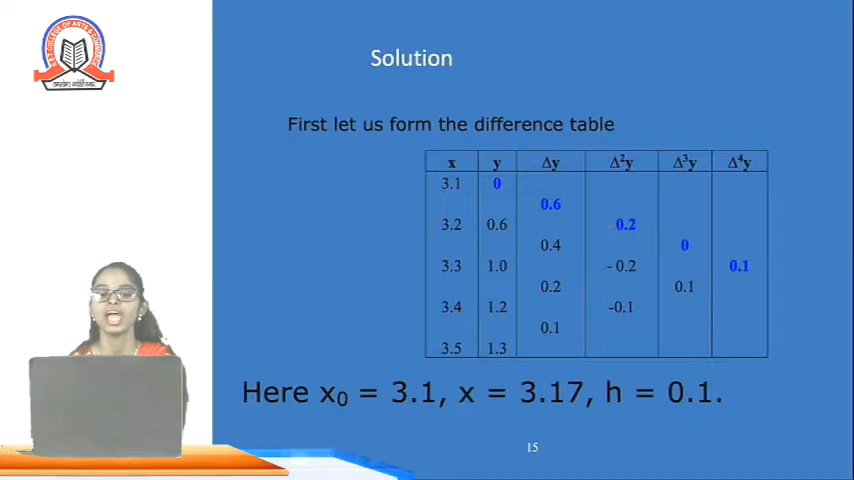 Solution
First let us form the difference table
x y Δy Δ²y Δ³y Δ⁴y
3.1 0
0.6
3.2 0.6 - 0.2
0.4 0
3.3 1.0 - 0.2 0.1
0.2 0.1
3.4 1.2 -0.1
0.1
3.5 1.3
Here x₀ = 3.1, x = 3.17, h = 0.1.
15